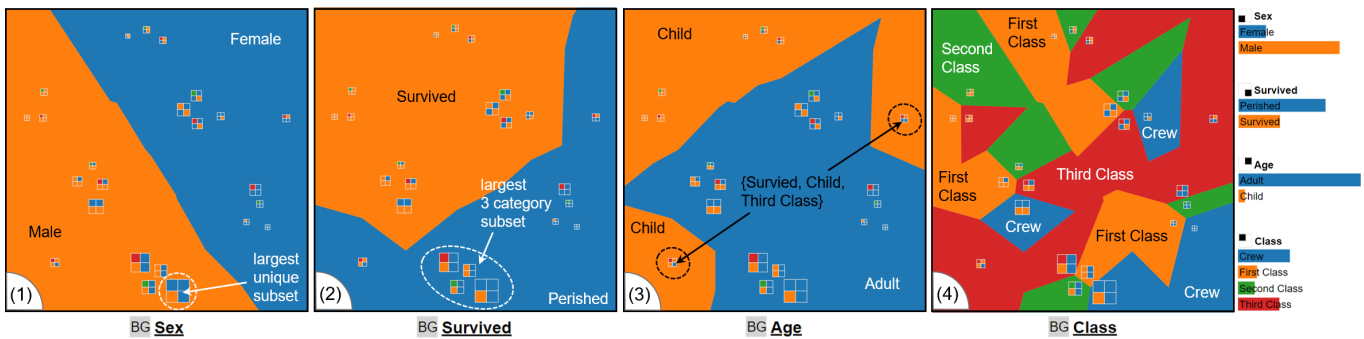 Female
Male
largest
unique
subset
(1)
BG Sex
Survived
largest
3 category
subset
Perished
(2)
BG Survived
Child
{Survied, Child,
Third Class}
Child
Adult
(3)
BG Age
First
Class
Second
Class
Crew
Third Class
First
Class
Crew
First Class
Crew
(4)
BG Class
Sex
Female
Male
Survived
Perished
Survived
Age
Adult
Child
Class
Crew
First Class
Second Class
Third Class